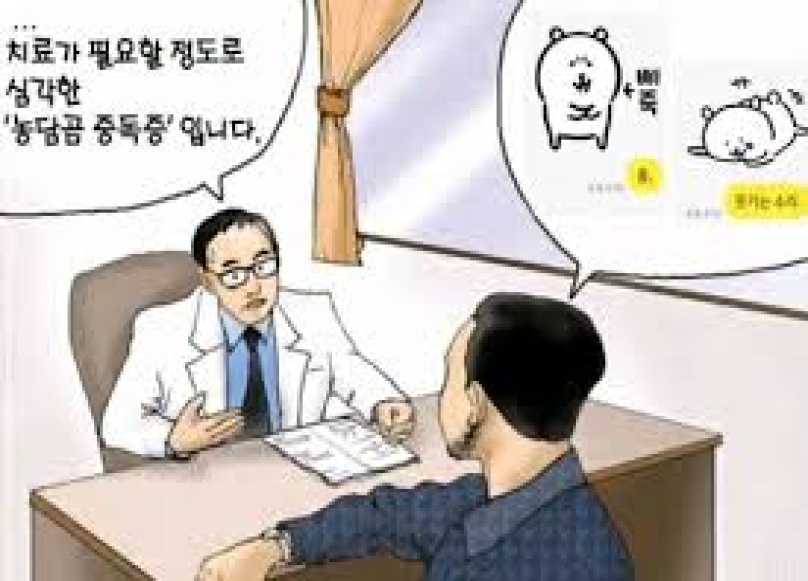 ...
치료가 필요할 정도로
심각한
'농담곰 중독증' 입니다.
삐죽
웃기는 소리.